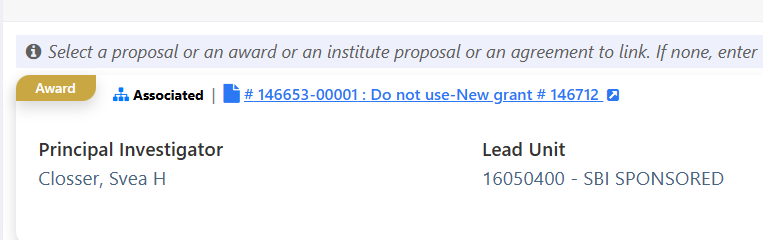 Select a proposal or an award or an institute proposal or an agreement to link. If none, enter
Award
Associated | # 146653-00001 : Do not use-New grant # 146712
Principal Investigator
Closser, Svea H
Lead Unit
16050400 - SBI SPONSORED